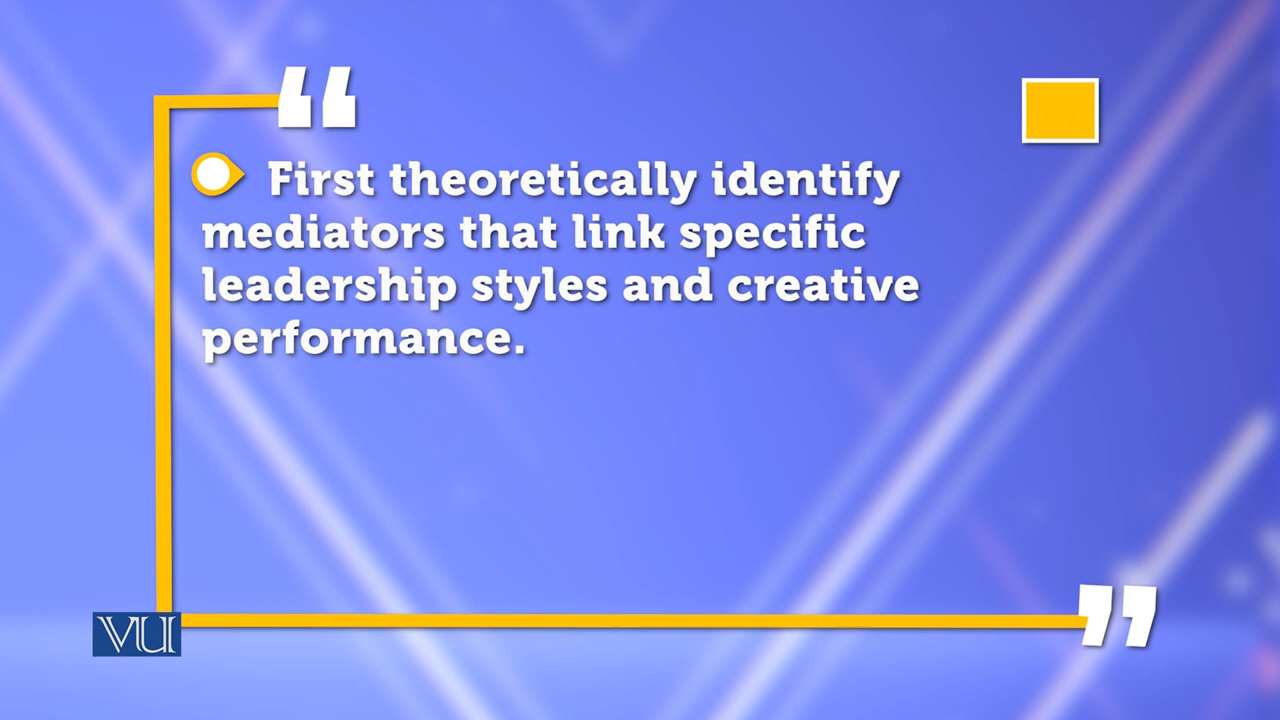 “
First theoretically identify
mediators that link specific
leadership styles and creative
performance.
”
VU